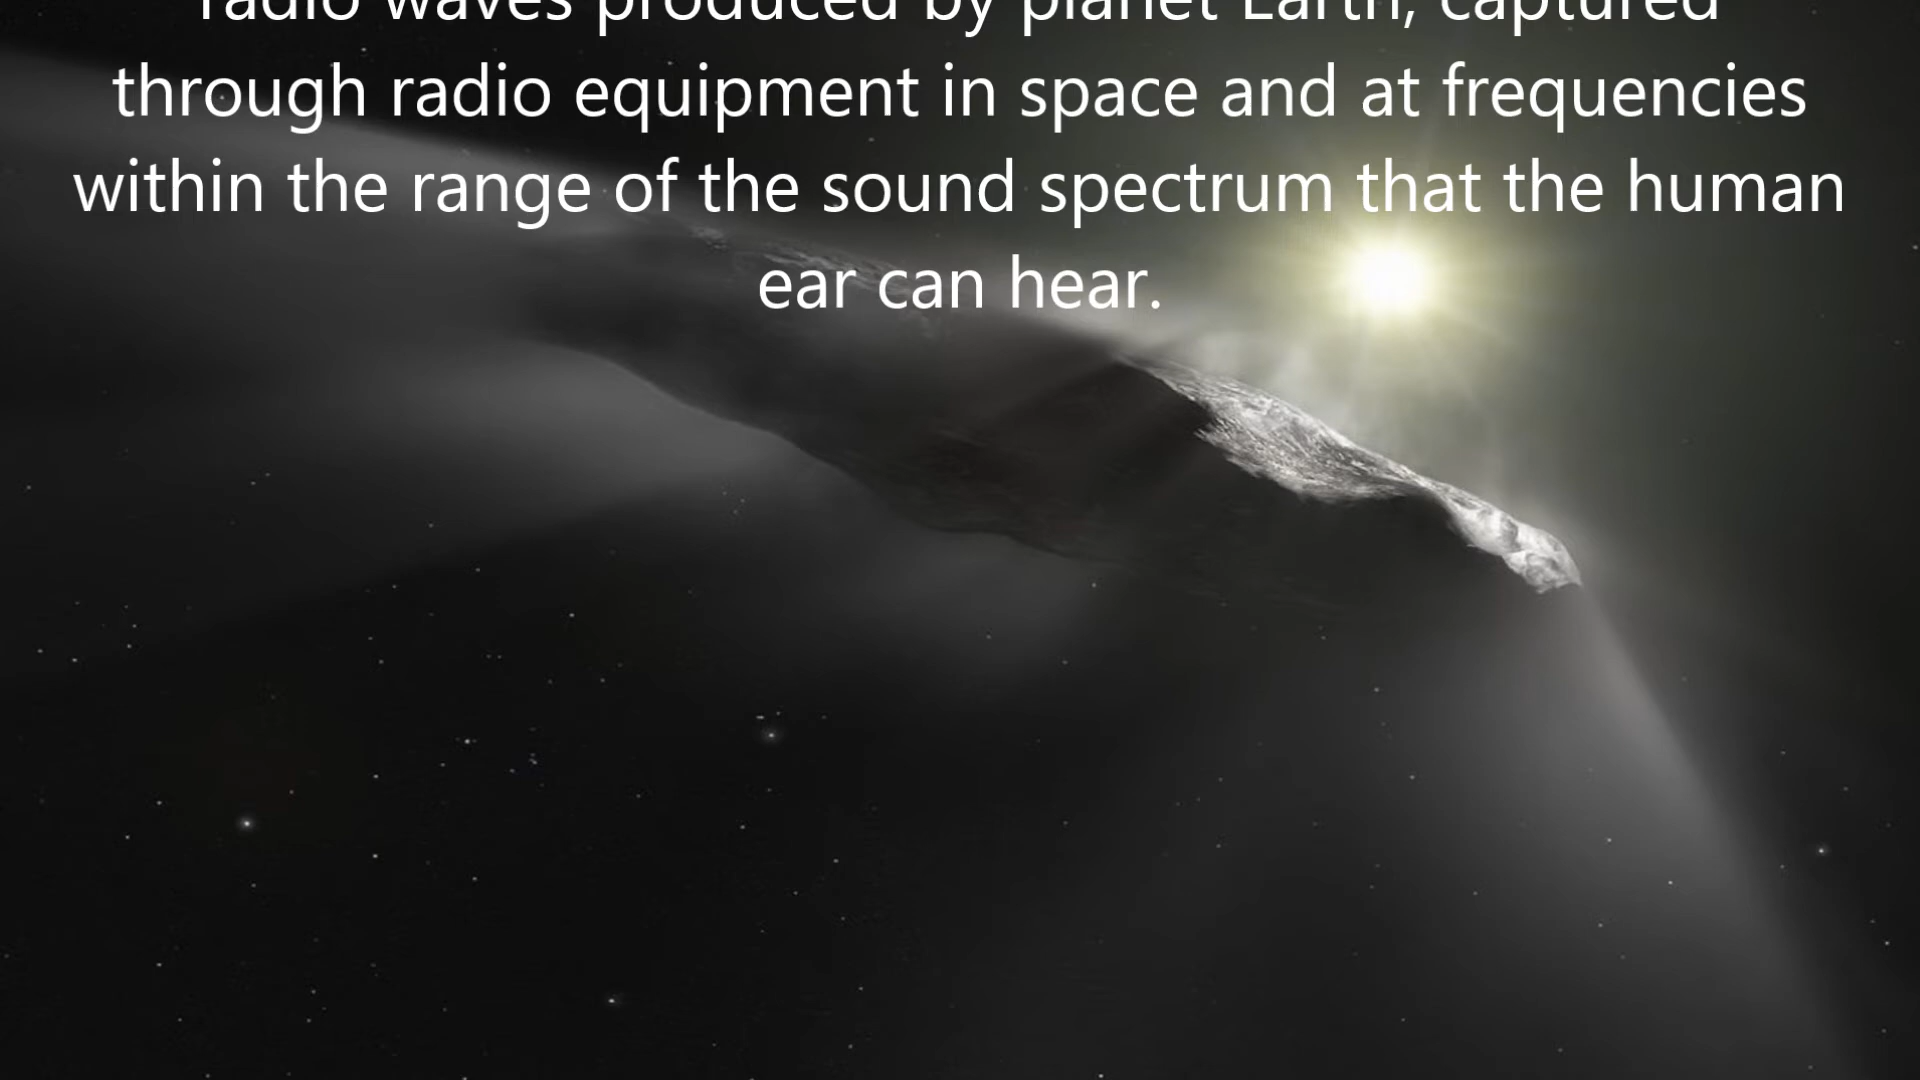 radio waves produced by planet Earth, captured
through radio equipment in space and at frequencies
within the range of the sound spectrum that the human
ear can hear.